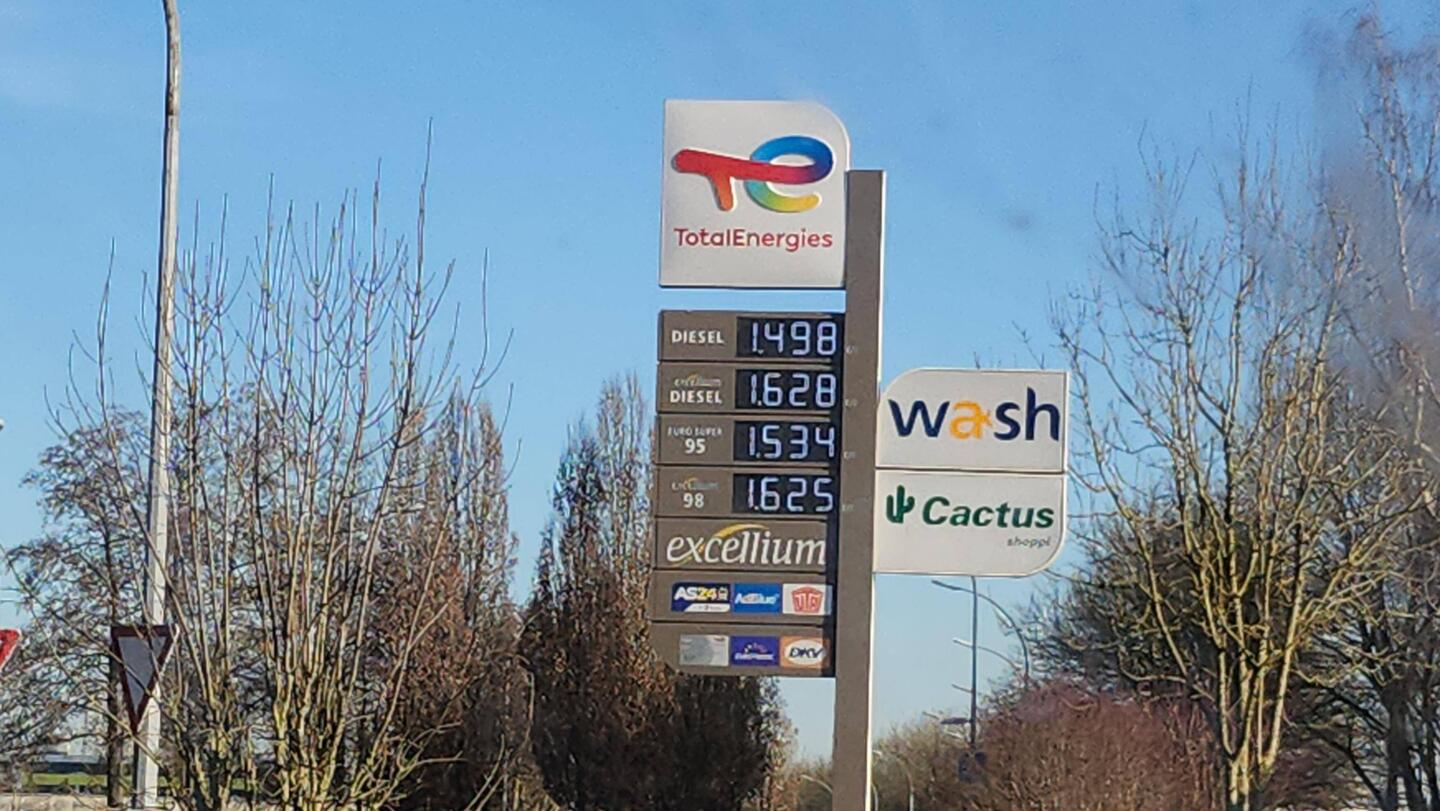 TotalEnergies
DIESEL 1.498
excellium
DIESEL 1.628
EURO SUPER
95 1.534
excellium
98 1.625
excellium
AS24 AdBlue UTA
DKV
wash
Cactus
shoppi